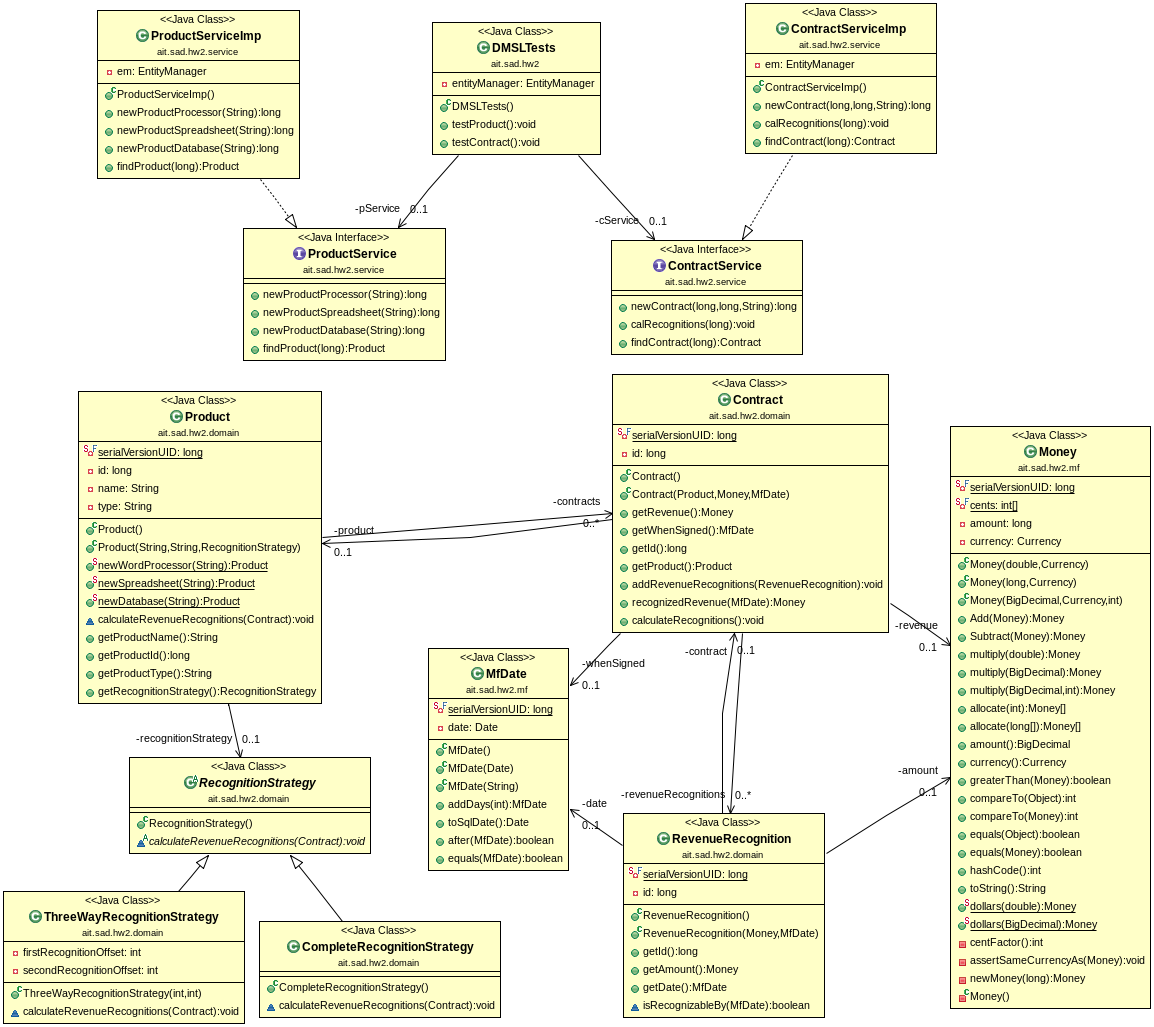 <<Java Class>>
ProductServiceImp
ait.sad.hw2.service
em: EntityManager
ProductServiceImp()
newProductProcessor(String):long
newProductSpreadsheet(String):long
newProductDatabase(String):long
findProduct(long):Product
<<Java Class>>
DMSLTests
ait.sad.hw2
entityManager: EntityManager
DMSLTests()
testProduct():void
testContract():void
<<Java Class>>
ContractServiceImp
ait.sad.hw2.service
em: EntityManager
ContractServiceImp()
newContract(long,long,String):long
calRecognitions(long):void
findContract(long):Contract
-pService 0..1
-cService 0..1
<<Java Interface>>
ProductService
ait.sad.hw2.service
newProductProcessor(String):long
newProductSpreadsheet(String):long
newProductDatabase(String):long
findProduct(long):Product
<<Java Interface>>
ContractService
ait.sad.hw2.service
newContract(long,long,String):long
calRecognitions(long):void
findContract(long):Contract
<<Java Class>>
Product
ait.sad.hw2.domain
serialVersionUID: long
id: long
name: String
type: String
Product()
Product(String,String,RecognitionStrategy)
newWordProcessor(String):Product
newSpreadsheet(String):Product
newDatabase(String):Product
calculateRevenueRecognitions(Contract):void
getProductName():String
getProductId():long
getProductType():String
getRecognitionStrategy():RecognitionStrategy
-contracts
0..*
-product
0..1
<<Java Class>>
Contract
ait.sad.hw2.domain
serialVersionUID: long
id: long
Contract()
Contract(Product,Money,MfDate)
getRevenue():Money
getWhenSigned():MfDate
getId():long
getProduct():Product
addRevenueRecognitions(RevenueRecognition):void
recognizedRevenue(MfDate):Money
calculateRecognitions():void
<<Java Class>>
Money
ait.sad.hw2.mf
serialVersionUID: long
cents: int[]
amount: long
currency: Currency
Money(double,Currency)
Money(long,Currency)
Money(BigDecimal,Currency,int)
Add(Money):Money
Subtract(Money):Money
multiply(double):Money
multiply(BigDecimal):Money
multiply(BigDecimal,int):Money
allocate(int):Money[]
allocate(long[]):Money[]
amount():BigDecimal
currency():Currency
greaterThan(Money):boolean
compareTo(Object):int
compareTo(Money):int
equals(Object):boolean
equals(Money):boolean
hashCode():int
toString():String
dollars(double):Money
dollars(BigDecimal):Money
centFactor():int
assertSameCurrencyAs(Money):void
newMoney(long):Money
Money()
-revenue
0..1
-whenSigned
0..1
-contract 0..1
<<Java Class>>
MfDate
ait.sad.hw2.mf
serialVersionUID: long
date: Date
MfDate()
MfDate(Date)
MfDate(String)
addDays(int):MfDate
toSqlDate():Date
after(MfDate):boolean
equals(MfDate):boolean
-recognitionStrategy 0..1
<<Java Class>>
RecognitionStrategy
ait.sad.hw2.domain
RecognitionStrategy()
calculateRevenueRecognitions(Contract):void
-amount
0..1
-revenueRecognitions 0..*
-date
0..1
<<Java Class>>
RevenueRecognition
ait.sad.hw2.domain
serialVersionUID: long
id: long
RevenueRecognition()
RevenueRecognition(Money,MfDate)
getId():long
getAmount():Money
getDate():MfDate
isRecognizableBy(MfDate):boolean
<<Java Class>>
ThreeWayRecognitionStrategy
ait.sad.hw2.domain
firstRecognitionOffset: int
secondRecognitionOffset: int
ThreeWayRecognitionStrategy(int,int)
calculateRevenueRecognitions(Contract):void
<<Java Class>>
CompleteRecognitionStrategy
ait.sad.hw2.domain
CompleteRecognitionStrategy()
calculateRevenueRecognitions(Contract):void